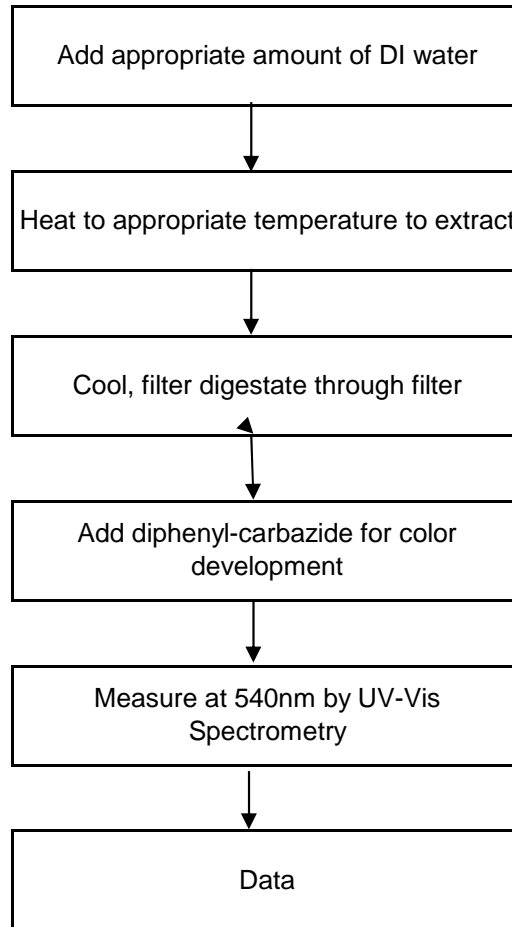 Add appropriate amount of DI water
Heat to appropriate temperature to extract
Cool, filter digestate through filter
Add diphenyl-carbazide for color
development
Measure at 540nm by UV-Vis
Spectrometry
Data